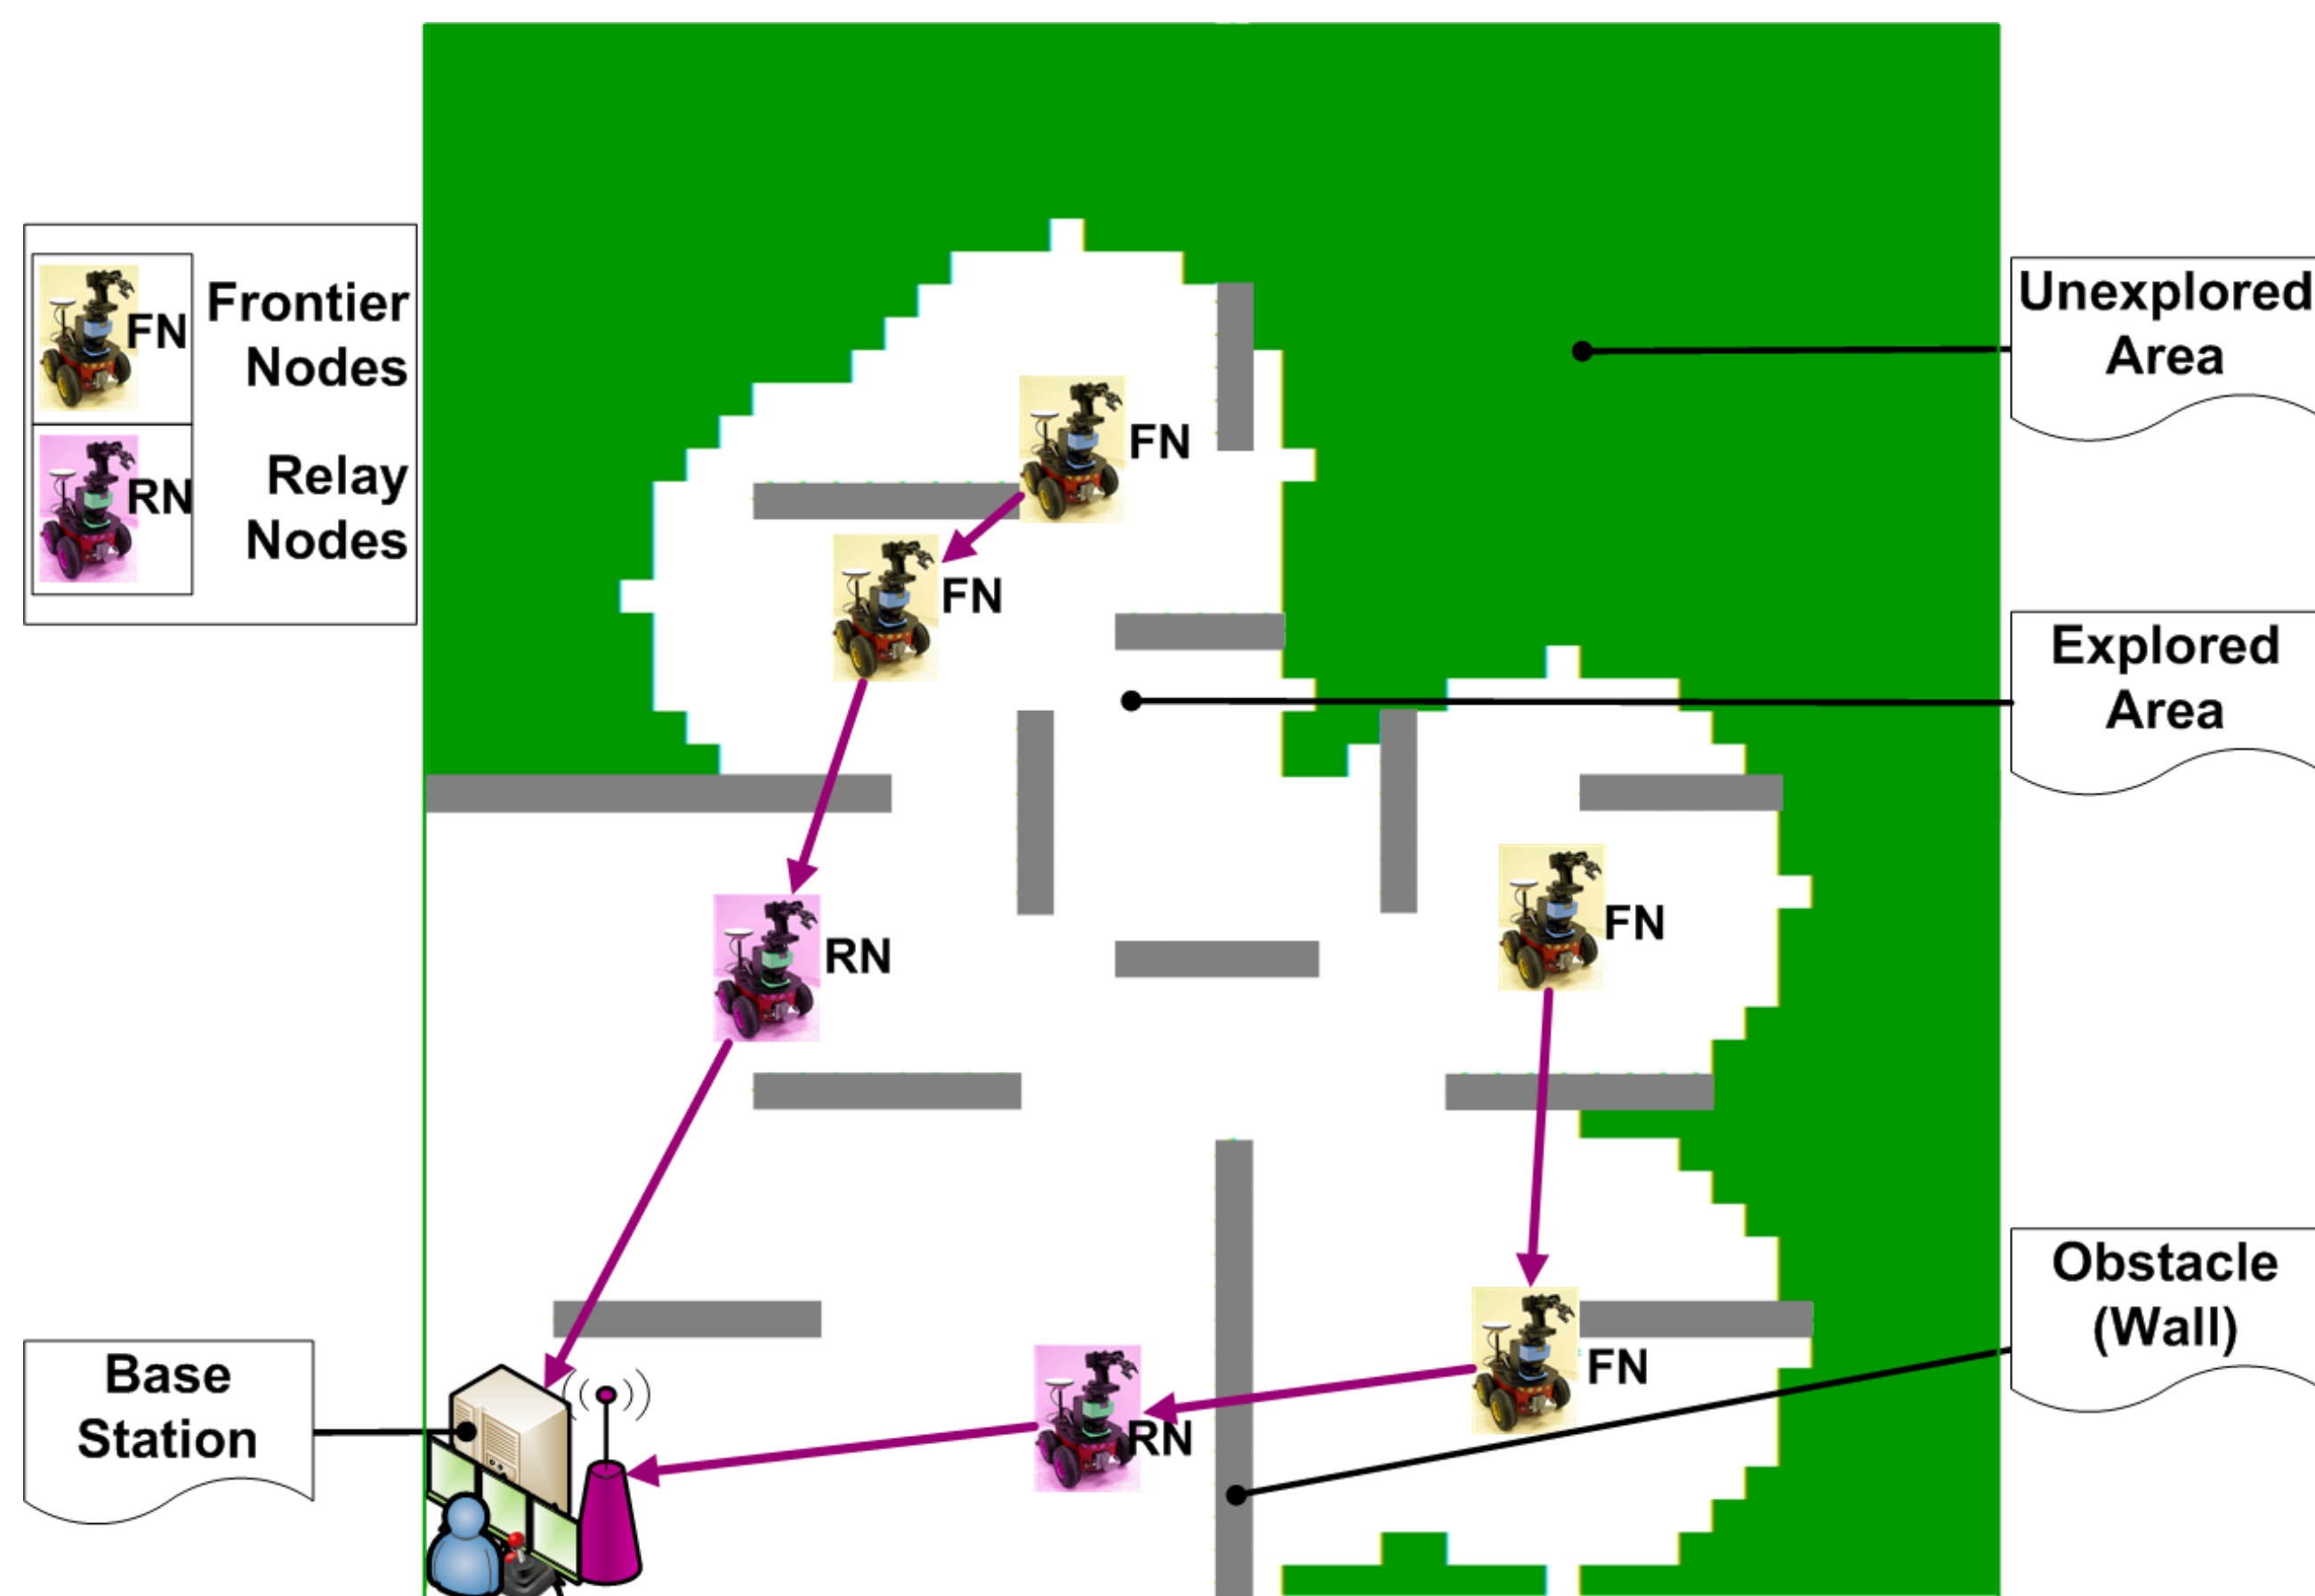 FN
Frontier
Nodes
RN
Relay
Nodes
FN
FN
RN
FN
FN
RN
Unexplored
Area
Explored
Area
Obstacle
(Wall)
Base
Station